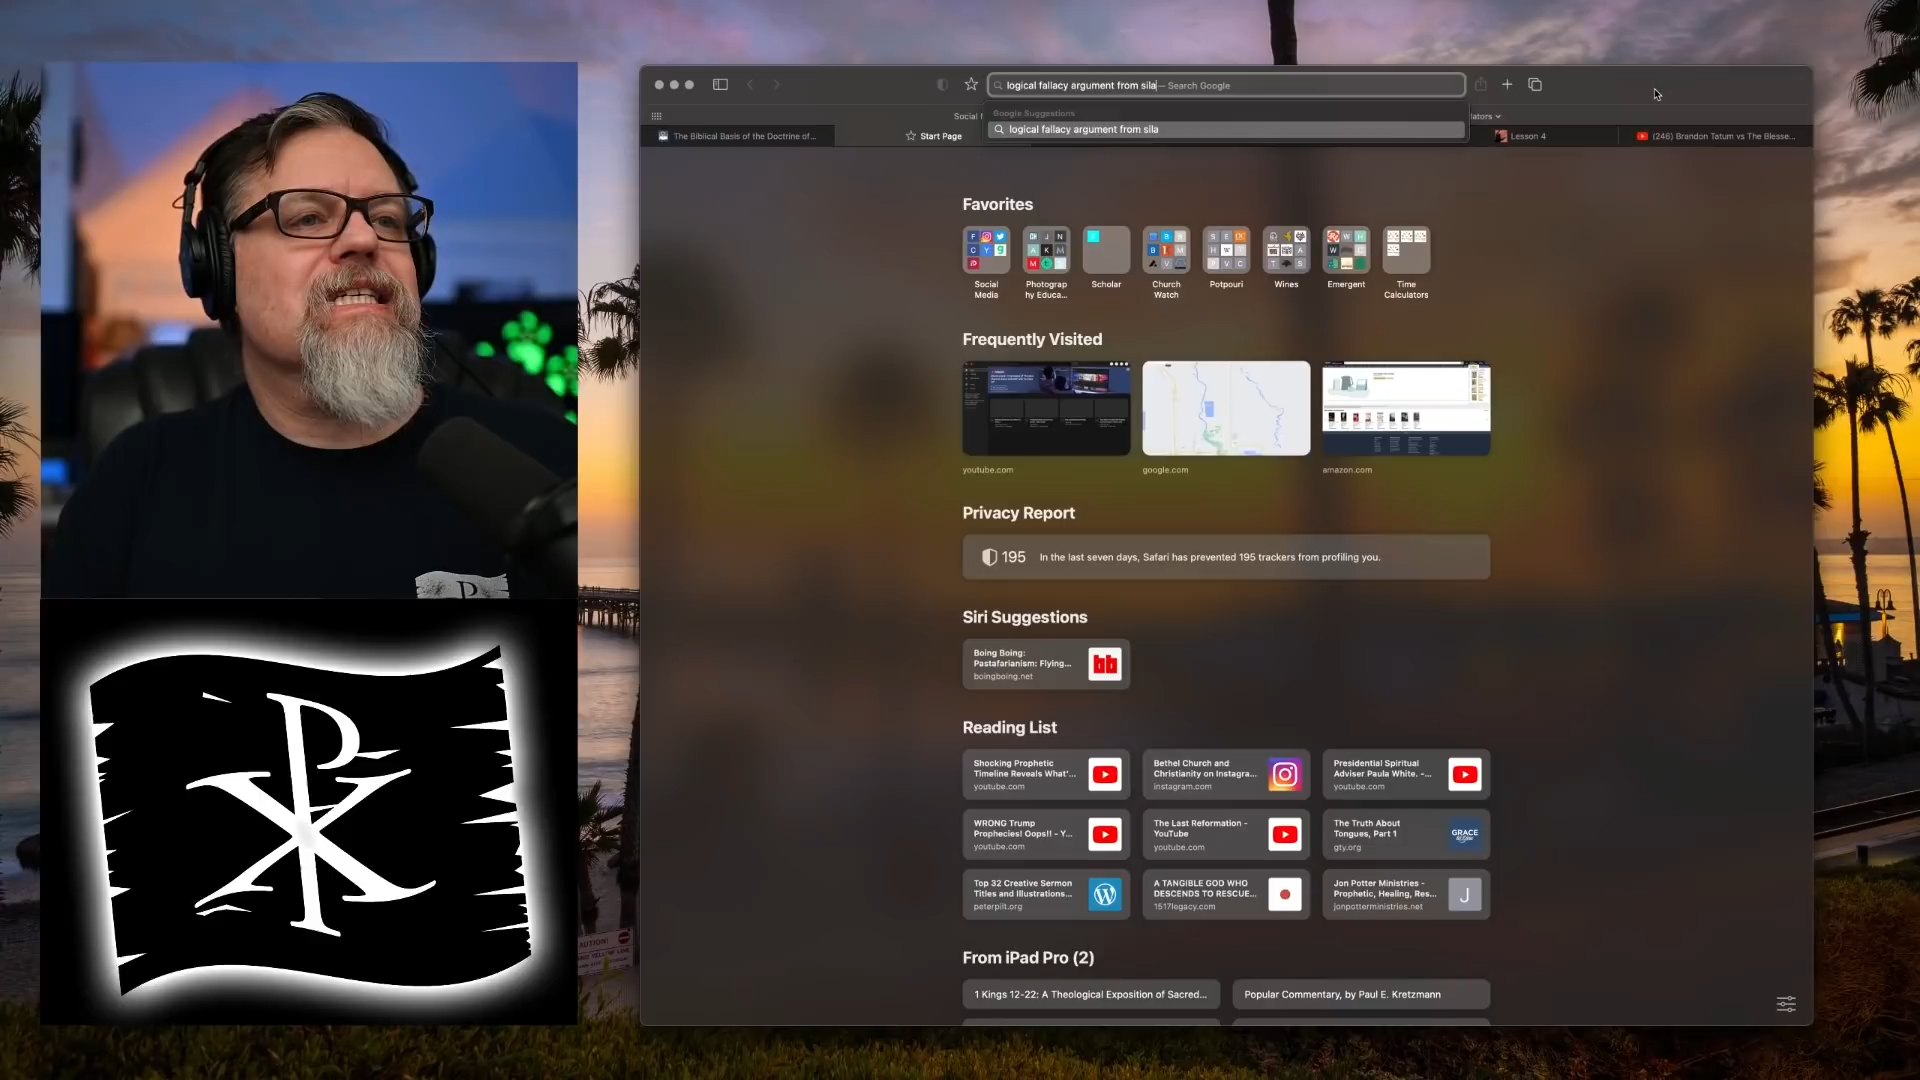 logical fallacy argument from sila — Search Google
Google Suggestions
logical fallacy argument from sila
Social
ators
The Biblical Basis of the Doctrine of...
Start Page
Lesson 4
(246) Brandon Tatum vs The Blesse...
Favorites
Social
Media
Photograp
hy Educa...
Scholar
Church
Watch
Potpouri
Wines
Emergent
Time
Calculators
Frequently Visited
youtube.com
google.com
amazon.com
Privacy Report
195 In the last seven days, Safari has prevented 195 trackers from profiling you.
Siri Suggestions
Boing Boing:
Pastafarianism: Flying...
boingboing.net
Reading List
Shocking Prophetic
Timeline Reveals What'...
youtube.com
Bethel Church and
Christianity on Instagra...
instagram.com
Presidential Spiritual
Adviser Paula White. -...
youtube.com
WRONG Trump
Prophecies! Oops!! - Y...
youtube.com
The Last Reformation -
YouTube
youtube.com
The Truth About
Tongues, Part 1
gty.org
GRACE
Top 32 Creative Sermon
Titles and Illustrations...
peterpilt.org
A TANGIBLE GOD WHO
DESCENDS TO RESCUE...
1517legacy.com
Jon Potter Ministries -
Prophetic, Healing, Res...
jonpotterministries.net
J
From iPad Pro (2)
1 Kings 12-22: A Theological Exposition of Sacred...
Popular Commentary, by Paul E. Kretzmann